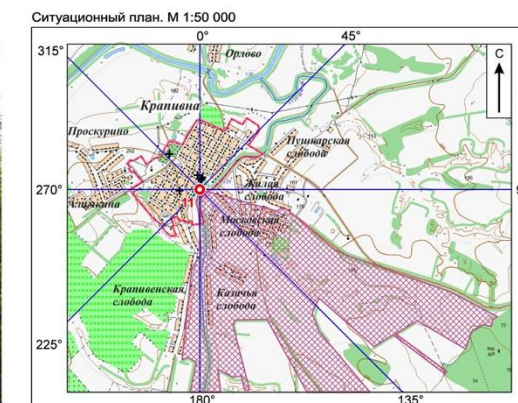 Ситуационный план. М 1:50 000
0°
45°
315°
Орлово
С
Крапивна
Проскурино
Пушкарская
слобода
270°
Жилая
слобода
11
Московская
слобода
Крапивенская
слобода
Казачья
слобода
225°
180°
135°